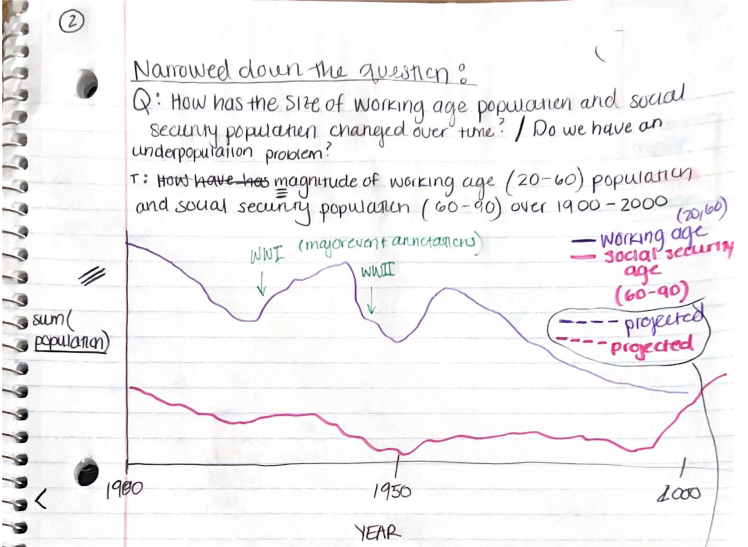 2
Narrowed down the question:
Q: How has the size of working age population and social
security population changed over time? / Do we have an
underpopulation problem?
T: How have has magnitude of working age (20-60) population
and social security population (60-90) over 1900-2000
WWI (major event annotations)
WWII
working age (20,60)
social security
age
(60-90)
projected
projected
sum(
population)
1900
1950
2000
YEAR